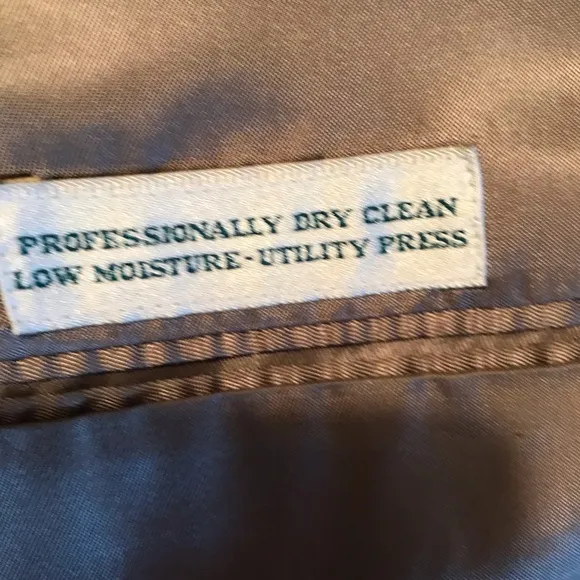 PROFESSIONALLY DRY CLEAN
LOW MOISTURE-UTILITY PRESS